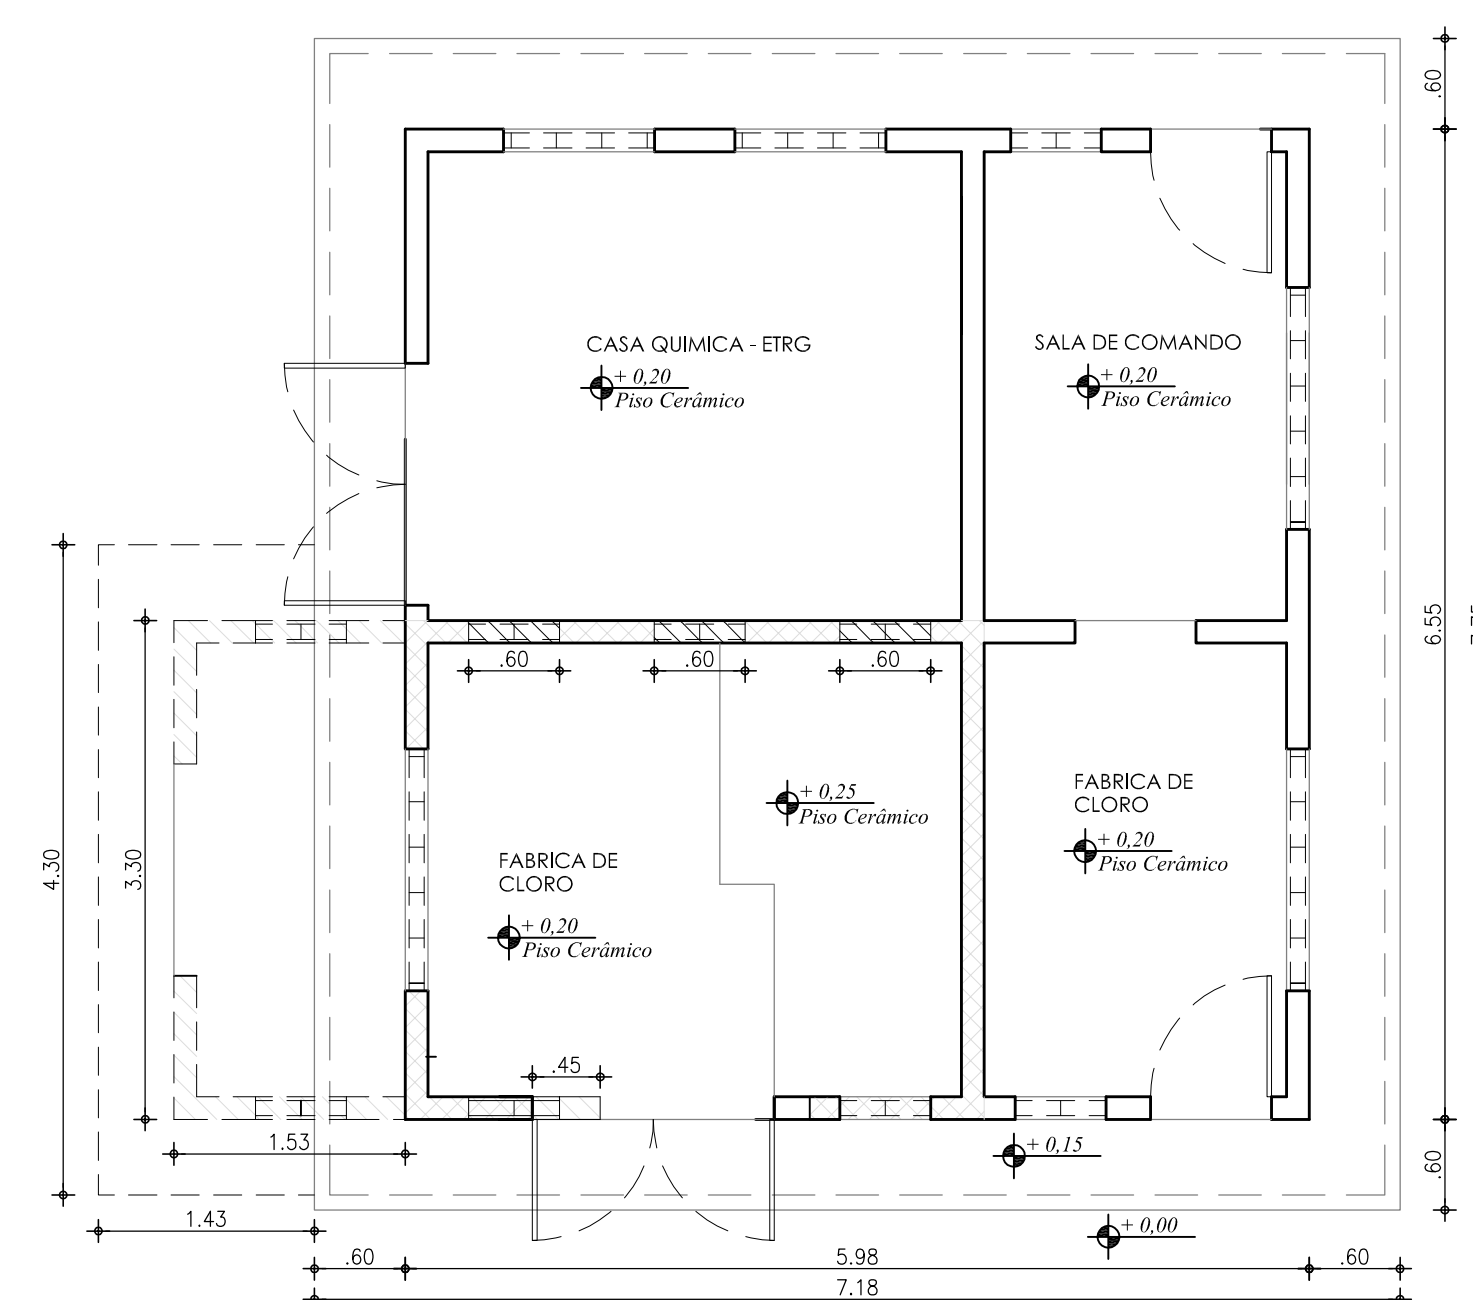 .60
CASA QUIMICA - ETRG
+ 0,20
Piso Cerâmico
SALA DE COMANDO
+ 0,20
Piso Cerâmico
6.55
.60
.60
.60
+ 0,25
Piso Cerâmico
FABRICA DE
CLORO
+ 0,20
Piso Cerâmico
4.30
3.30
FABRICA DE
CLORO
+ 0,20
Piso Cerâmico
.45
1.53
+ 0,15
.60
1.43
+ 0,00
.60
5.98
.60
7.18